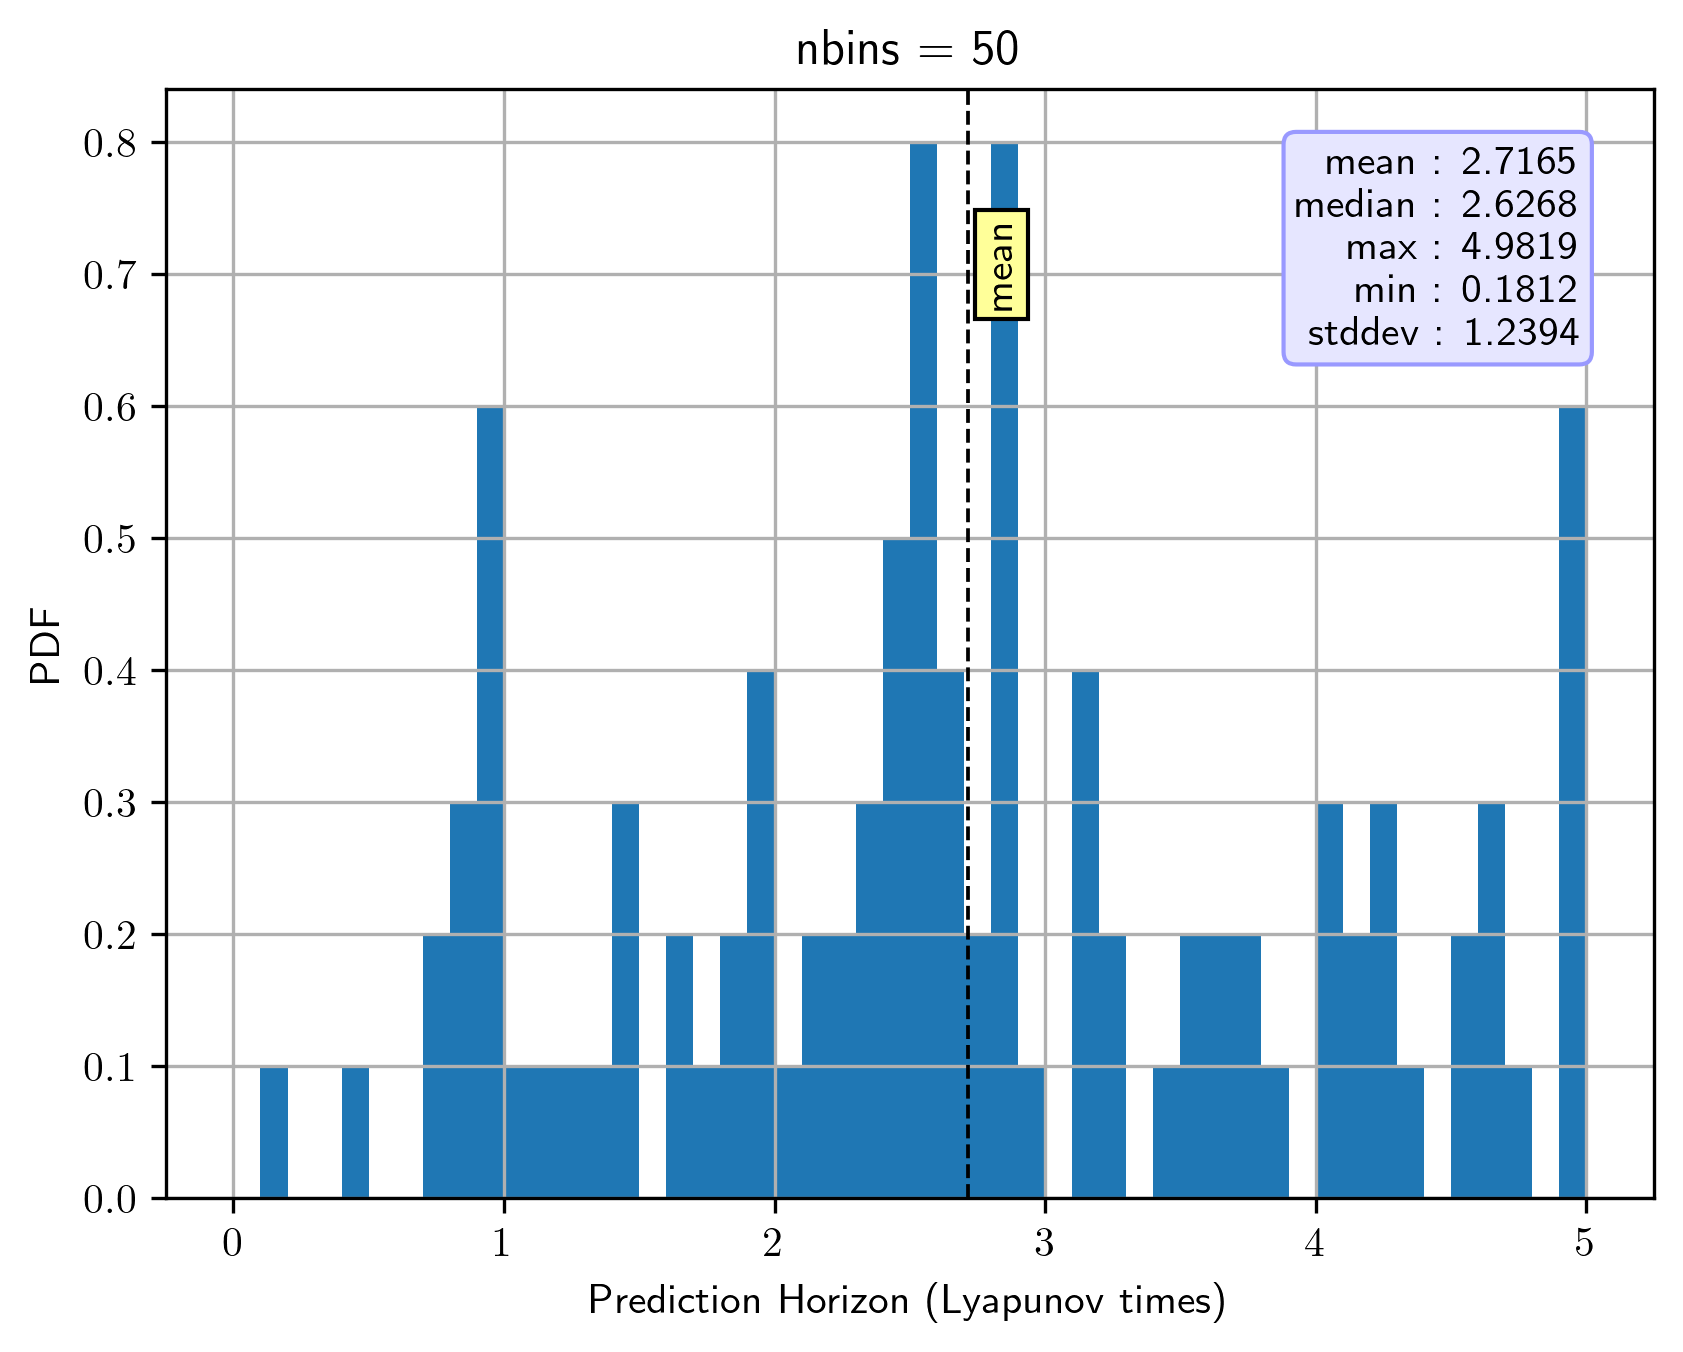 nbins = 50
PDF
0.8
0.7
0.6
0.5
0.4
0.3
0.2
0.1
0.0
mean
mean : 2.7165
median : 2.6268
max : 4.9819
min : 0.1812
stddev : 1.2394
0 1 2 3 4 5
Prediction Horizon (Lyapunov times)